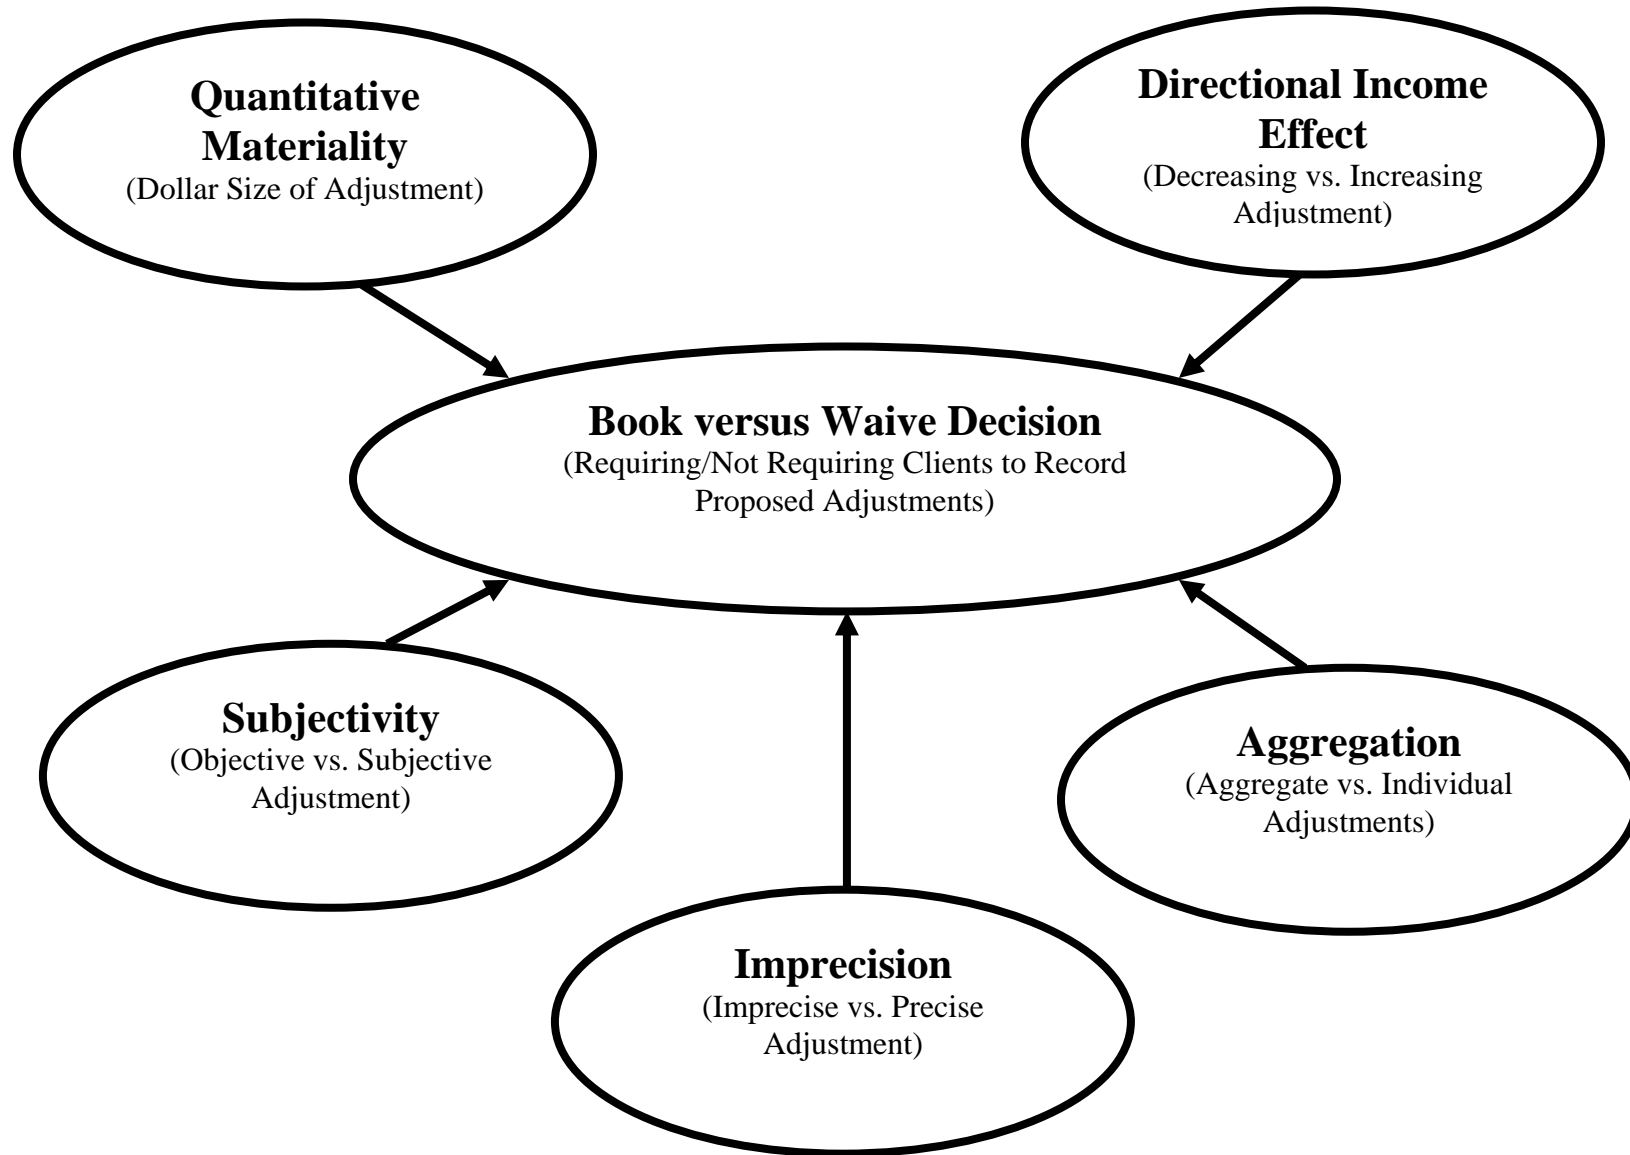 Quantitative
Materiality
(Dollar Size of Adjustment)
Directional Income
Effect
(Decreasing vs. Increasing
Adjustment)
Book versus Waive Decision
(Requiring/Not Requiring Clients to Record
Proposed Adjustments)
Subjectivity
(Objective vs. Subjective
Adjustment)
Aggregation
(Aggregate vs. Individual
Adjustments)
Imprecision
(Imprecise vs. Precise
Adjustment)